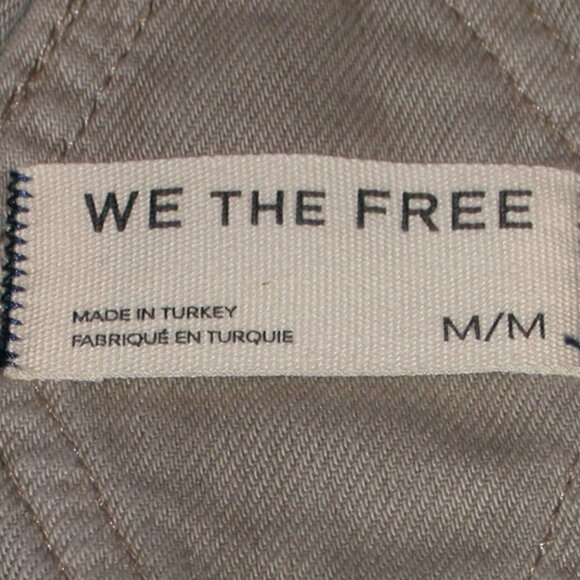 WE THE FREE
MADE IN TURKEY
FABRIQUÉ EN TURQUIE
M/M